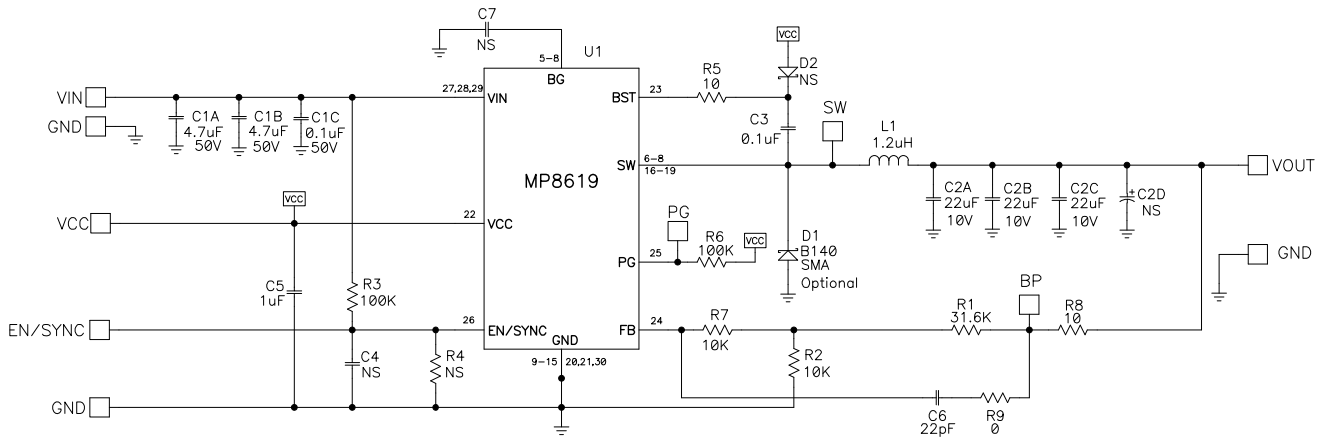 C7
NS
5-8
U1
BG
VIN
GND
C1A
4.7uF
50V
C1B
4.7uF
50V
C1C
0.1uF
50V
27,28,29
VIN
BST
23
R5
10
VCC
D2
NS
C3
0.1uF
SW
L1
1.2uH
SW
6-8
16-19
MP8619
VOUT
C2A
22uF
10V
C2B
22uF
10V
C2C
22uF
10V
+
C2D
NS
VCC
VCC
22
VCC
PG
PG
25
R6
100K
VCC
D1
B140
SMA
Optional
GND
C5
1uF
R3
100K
EN/SYNC
26
EN/SYNC
FB
24
R7
10K
R1
31.6K
BP
R8
10
GND
9-15
20,21,30
C4
NS
R4
NS
R2
10K
C6
22pF
R9
0
GND